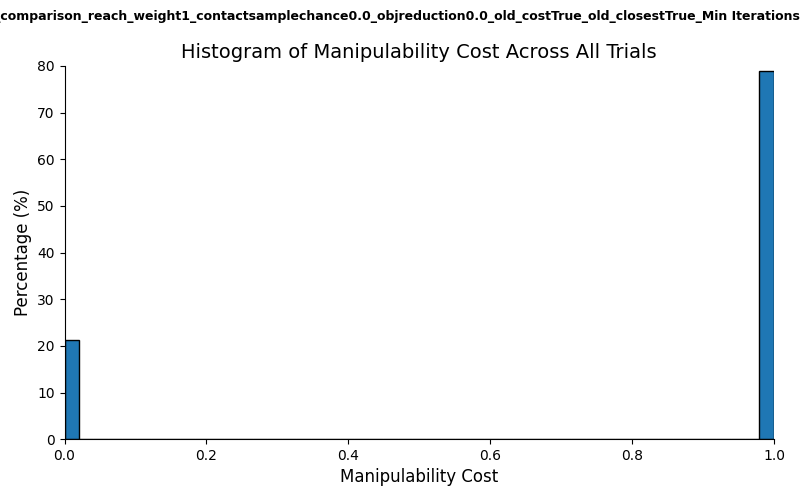 _comparison_reach_weight1_contactsamplechance0.0_objreduction0.0_old_costTrue_old_closestTrue_Min Iterations
Histogram of Manipulability Cost Across All Trials
80
70
60
50
40
30
20
10
0
Percentage (%)
0.0 0.2 0.4 0.6 0.8 1.0
Manipulability Cost